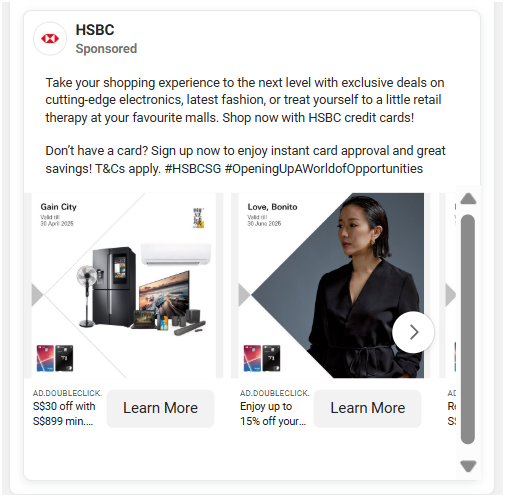 HSBC
Sponsored
Take your shopping experience to the next level with exclusive deals on
cutting-edge electronics, latest fashion, or treat yourself to a little retail
therapy at your favourite malls. Shop now with HSBC credit cards!
Don't have a card? Sign up now to enjoy instant card approval and great
savings! T&Cs apply. #HSBCSG #OpeningUpAWorldofOpportunities
Gain City
Valid till
30 April 2025
Love, Bonito
Valid till
30 June 2025
AD.DOUBLECLICK.
S$30 off with
S$899 min....
Learn More
AD.DOUBLECLICK.
Enjoy up to
15% off your...
Learn More